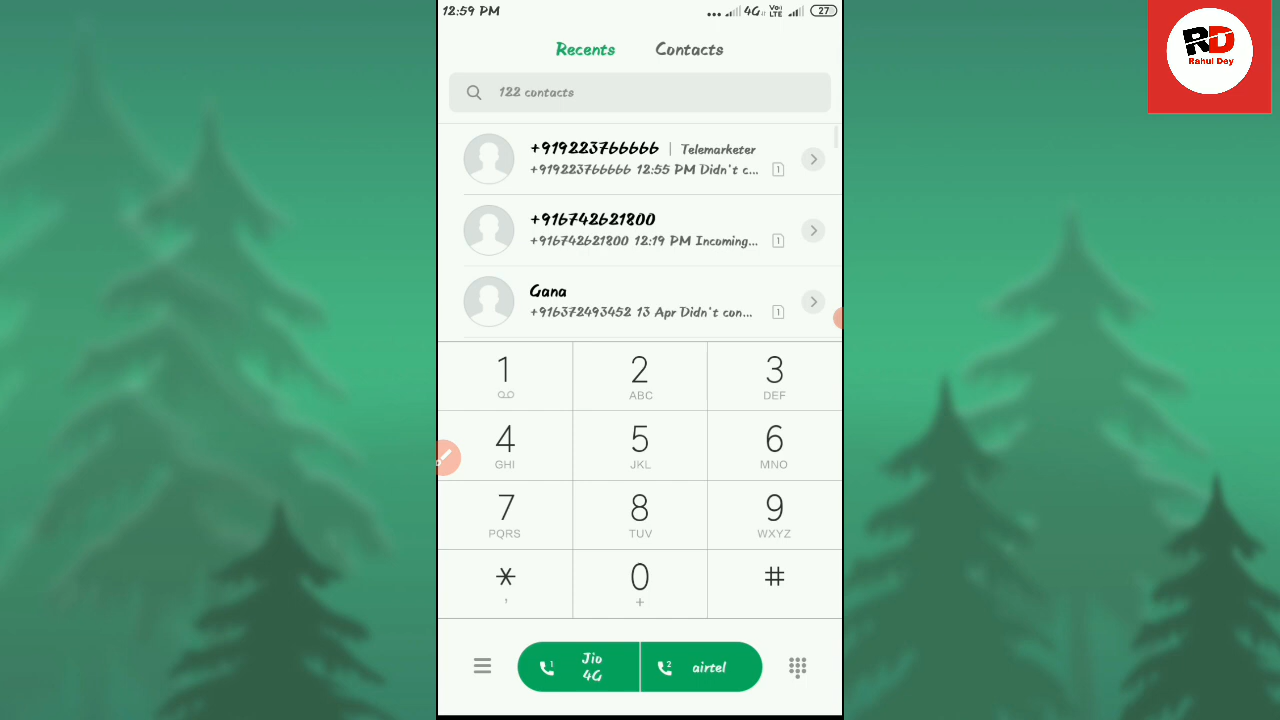 12:59 PM
4G Vo) LTE 27
RD
Rahul Dey
Recents Contacts
122 contacts
+919223766666 | Telemarketer
+919223766666 12:55 PM Didn't c... 1
+916742621800
+916742621800 12:19 PM Incoming... 1
Gana
+916372493452 13 Apr Didn't con... 1
1 2 3
ABC DEF
4 5 6
GHI JKL MNO
7 8 9
PQRS TUV WXYZ
* 0 #
, +
1 Jio 2 airtel
4G